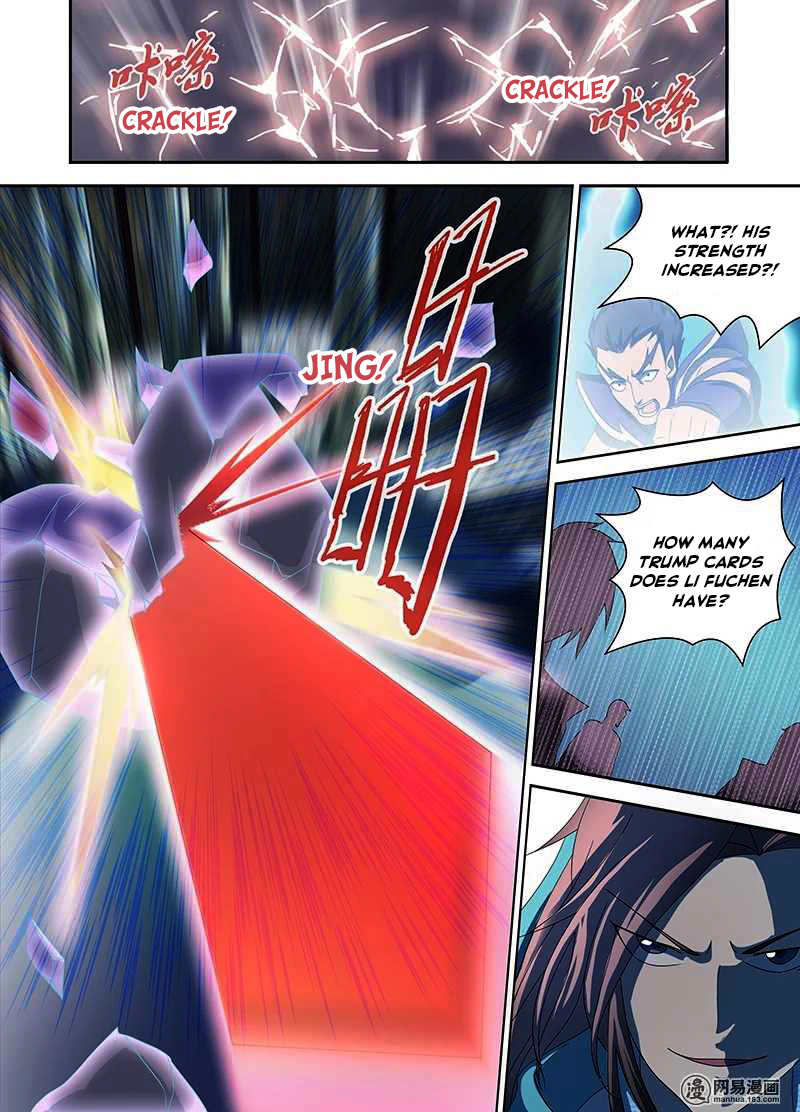 咔嚓
CRACKLE!
CRACKLE!
咔嚓
JING!
WHAT?! HIS
STRENGTH
INCREASED?!
HOW MANY
TRUMP CARDS
DOES LI FUCHEN
HAVE?
漫 网易漫画
manhua.163.com